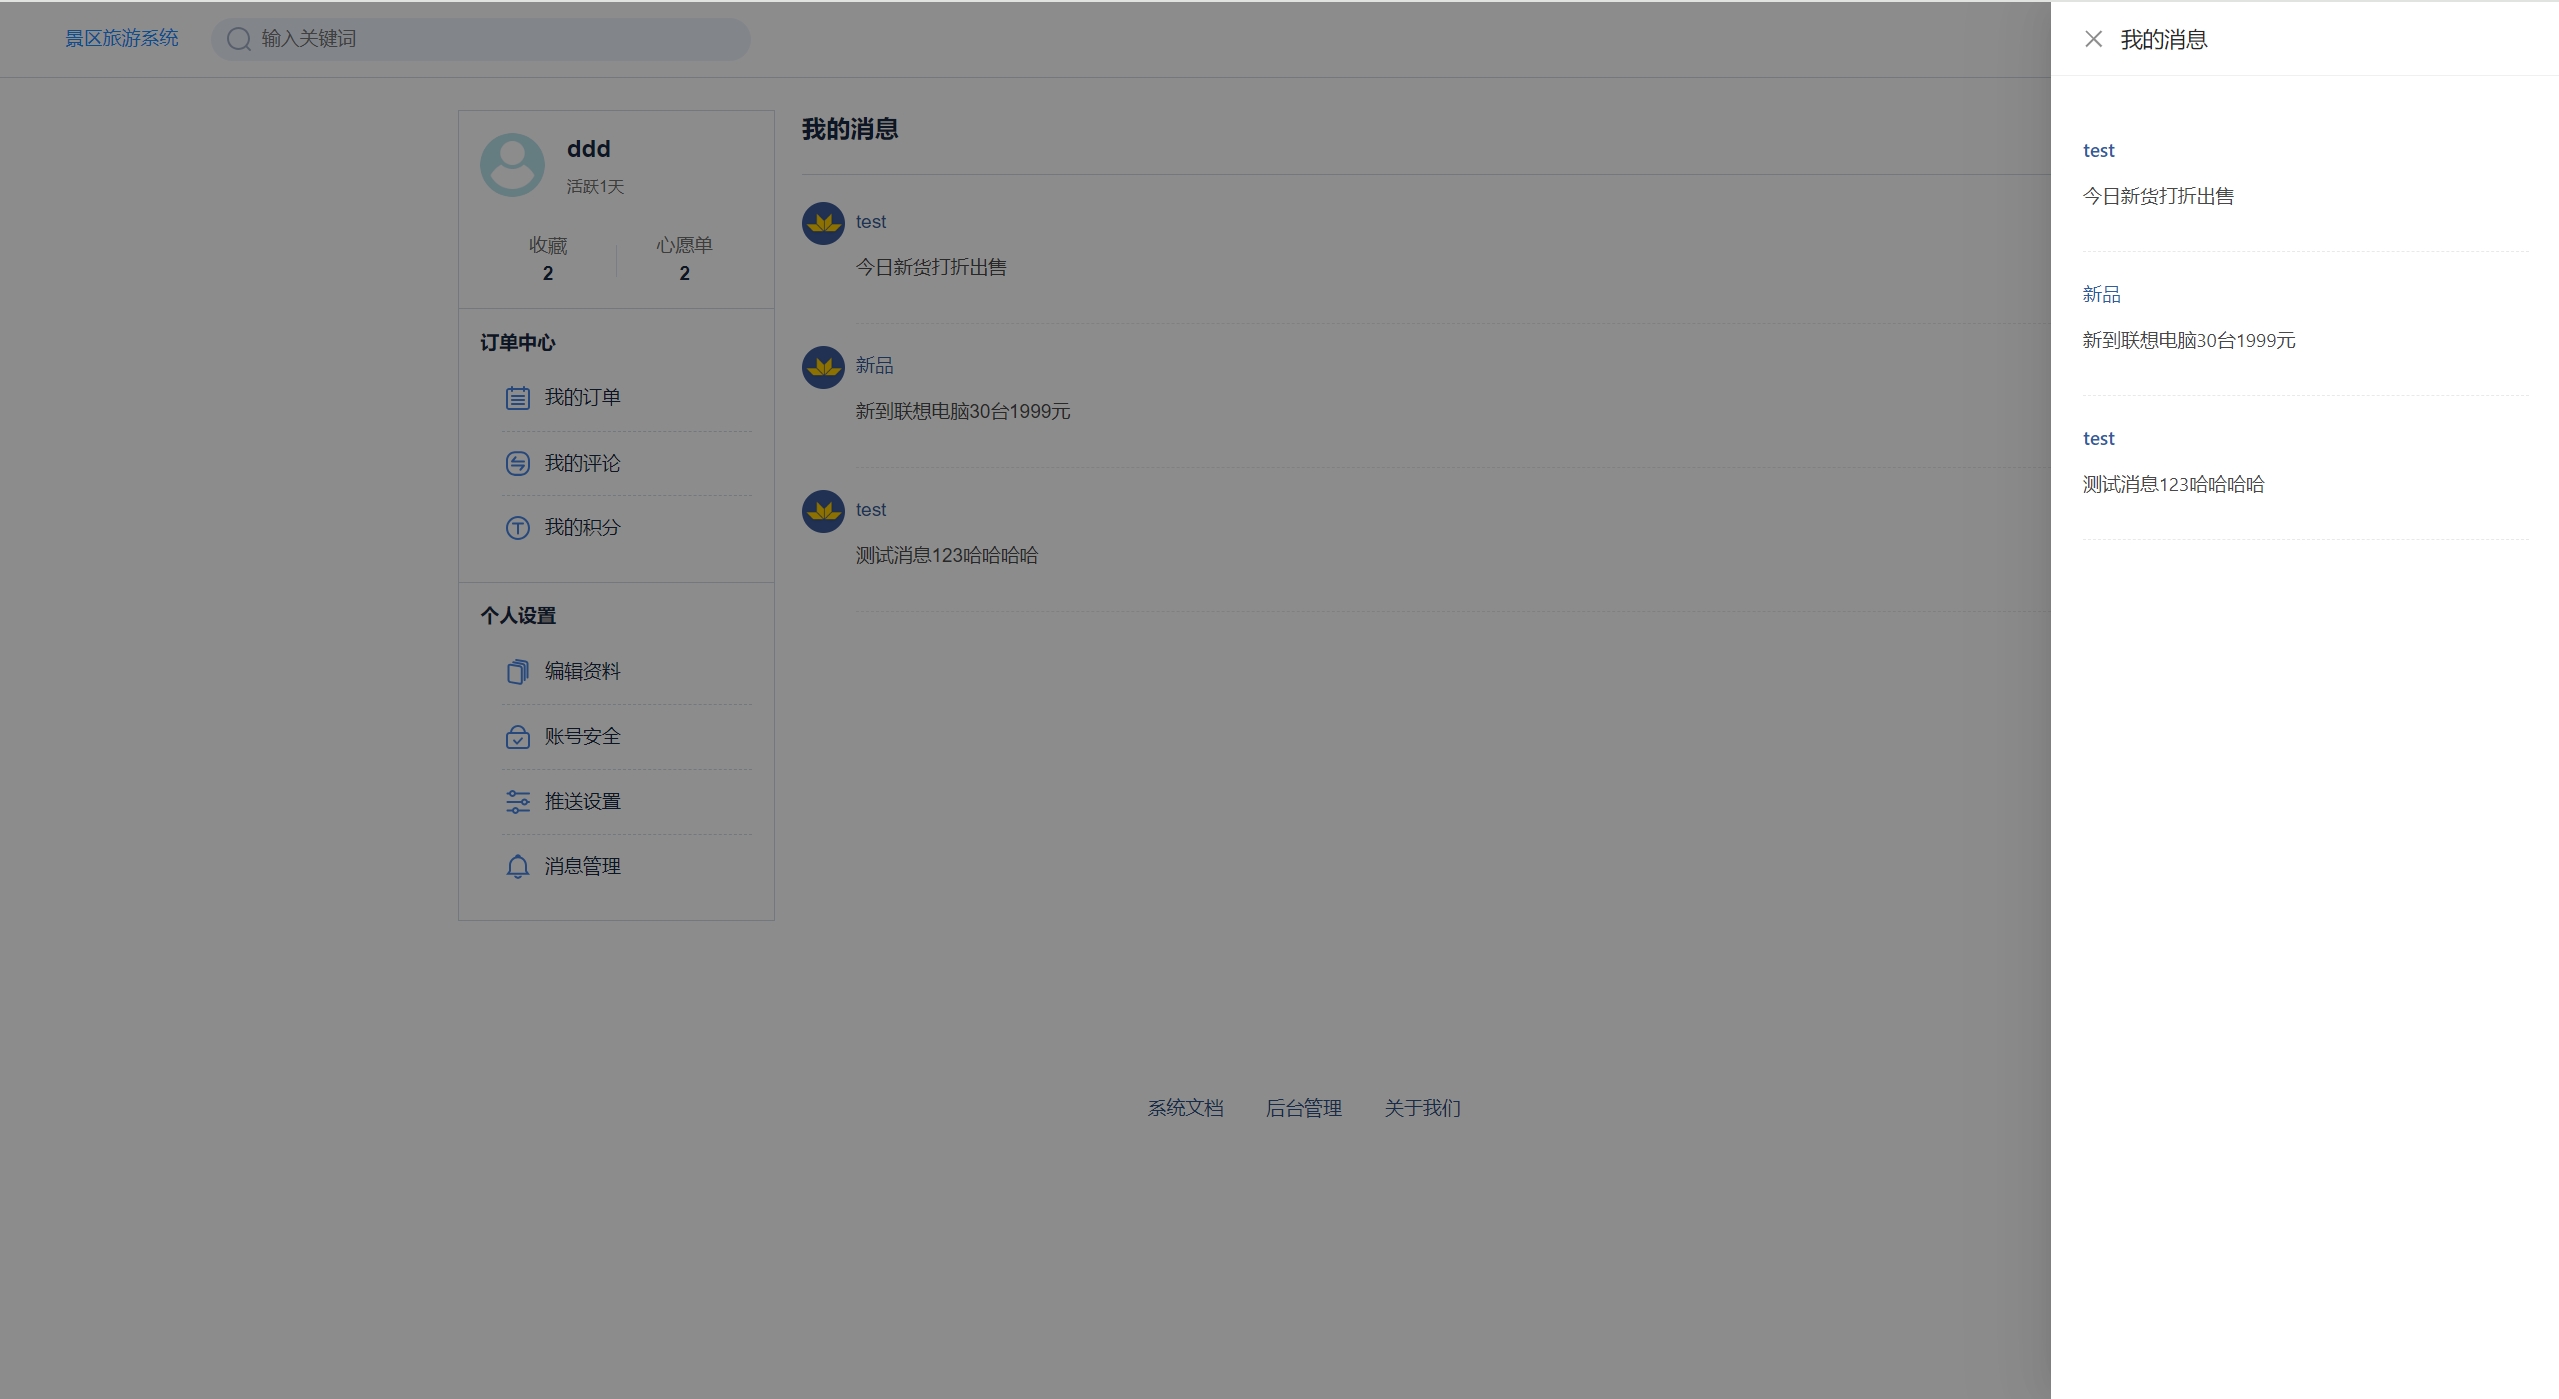 景区旅游系统
输入关键词
ddd
活跃1天
收藏
2
心愿单
2
订单中心
我的订单
我的评论
我的积分
个人设置
编辑资料
账号安全
推送设置
消息管理
我的消息
test
今日新货打折出售
新品
新到联想电脑30台1999元
test
测试消息123哈哈哈哈
系统文档
后台管理
关于我们
我的消息
test
今日新货打折出售
新品
新到联想电脑30台1999元
test
测试消息123哈哈哈哈